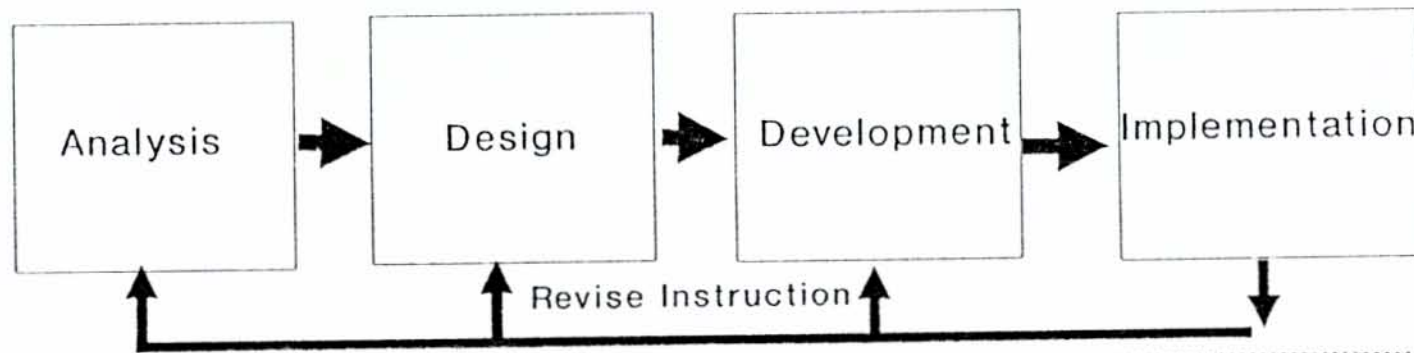 Analysis
Design
Development
Implementation
Revise Instruction